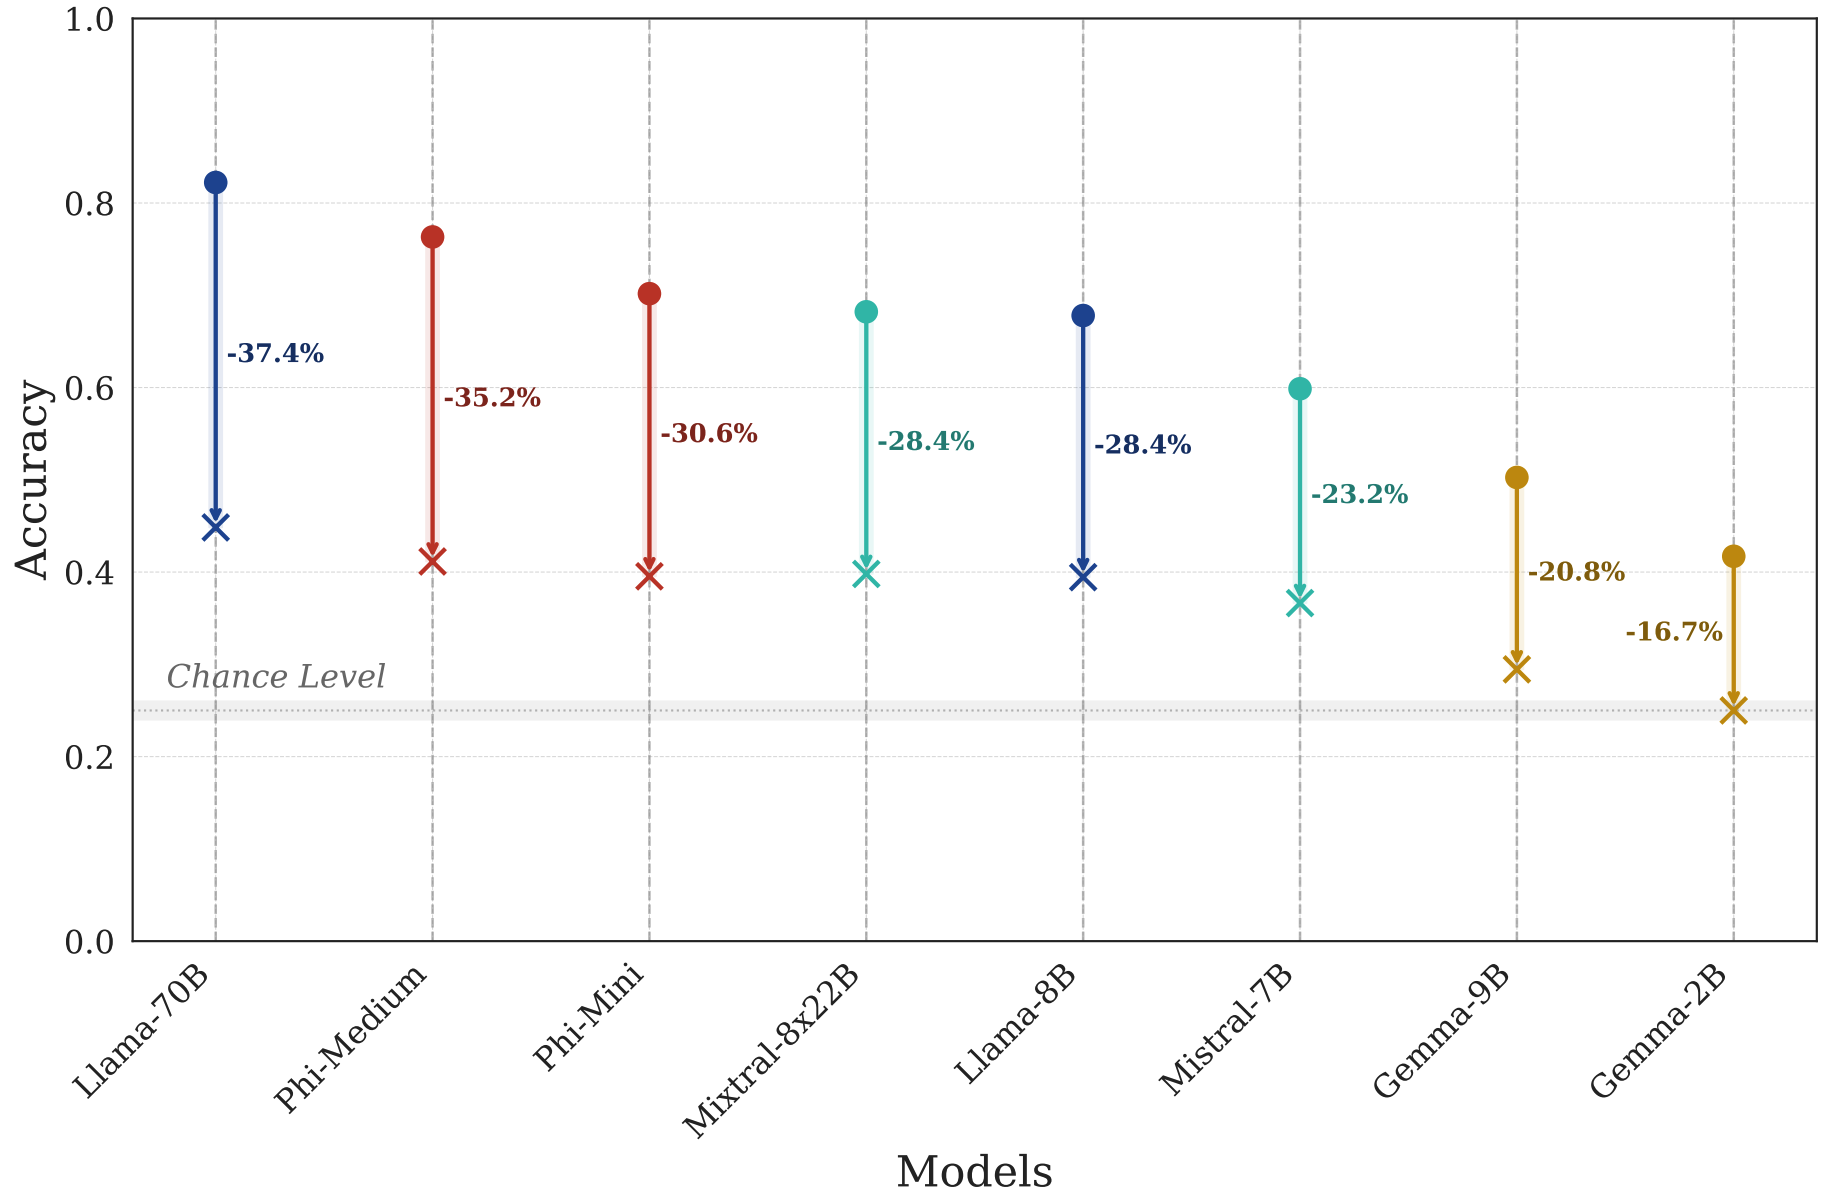 Accuracy
1.0
0.8
0.6
0.4
0.2
0.0
-37.4%
-35.2%
-30.6%
-28.4%
-28.4%
-23.2%
-20.8%
-16.7%
Chance Level
Llama-70B
Phi-Medium
Phi-Mini
Mixtral-8x22B
Llama-8B
Mistral-7B
Gemma-9B
Gemma-2B
Models